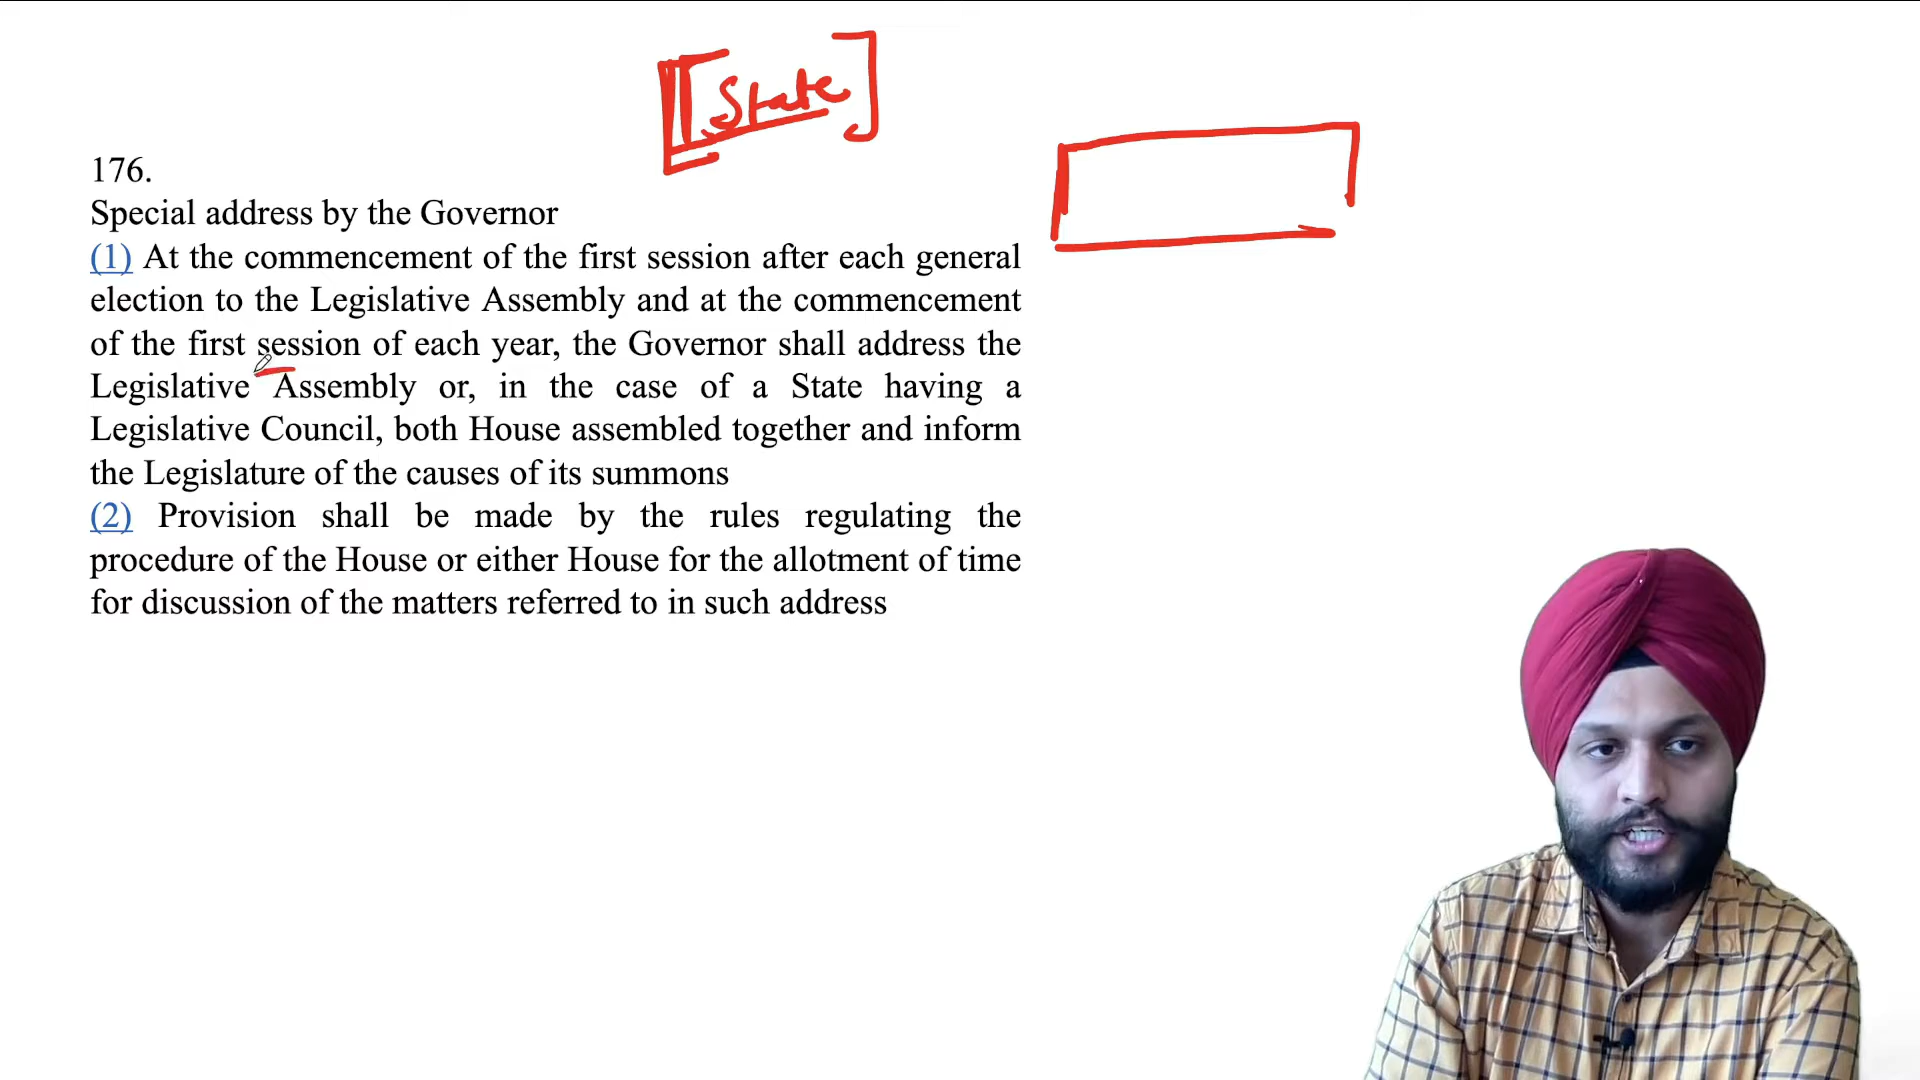 State
176.
Special address by the Governor
(1) At the commencement of the first session after each general
election to the Legislative Assembly and at the commencement
of the first session of each year, the Governor shall address the
Legislative Assembly or, in the case of a State having a
Legislative Council, both House assembled together and inform
the Legislature of the causes of its summons
(2) Provision shall be made by the rules regulating the
procedure of the House or either House for the allotment of time
for discussion of the matters referred to in such address